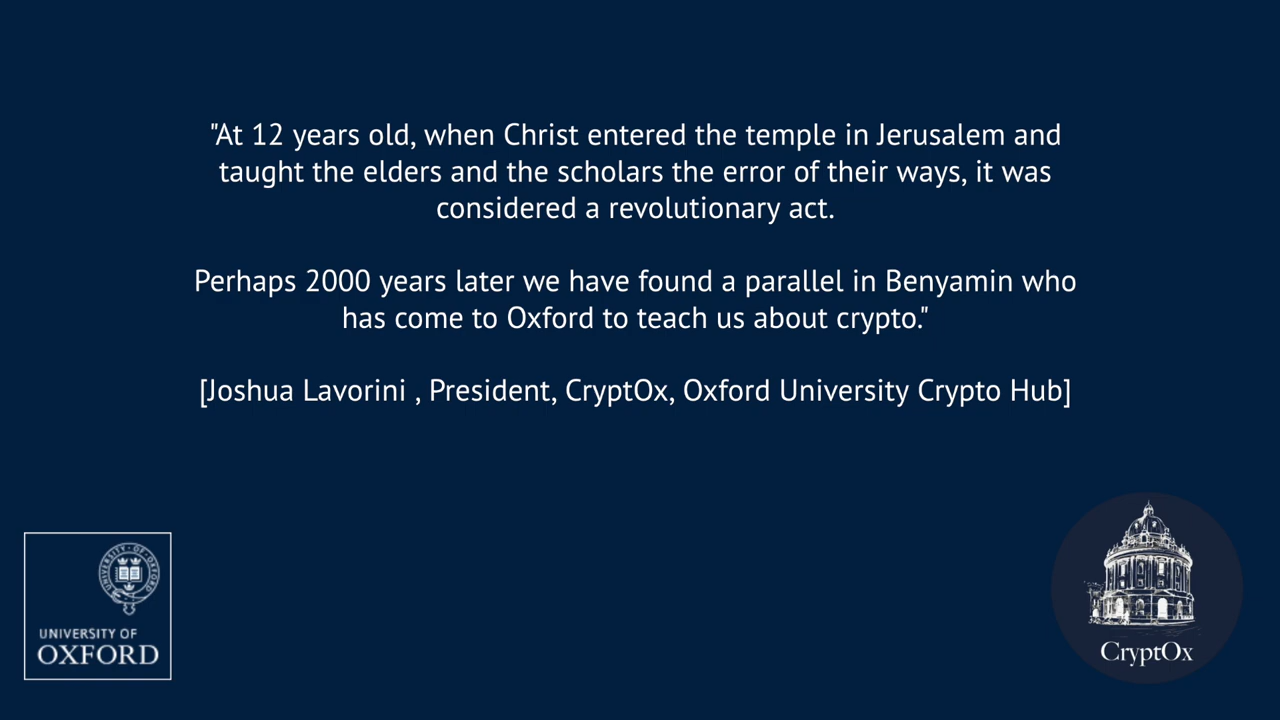 "At 12 years old, when Christ entered the temple in Jerusalem and
taught the elders and the scholars the error of their ways, it was
considered a revolutionary act.
Perhaps 2000 years later we have found a parallel in Benyamin who
has come to Oxford to teach us about crypto."
[Joshua Lavorini , President, CryptOx, Oxford University Crypto Hub]
UNIVERSITY OF OXFORD
UNIVERSITY OF
OXFORD
CryptOx